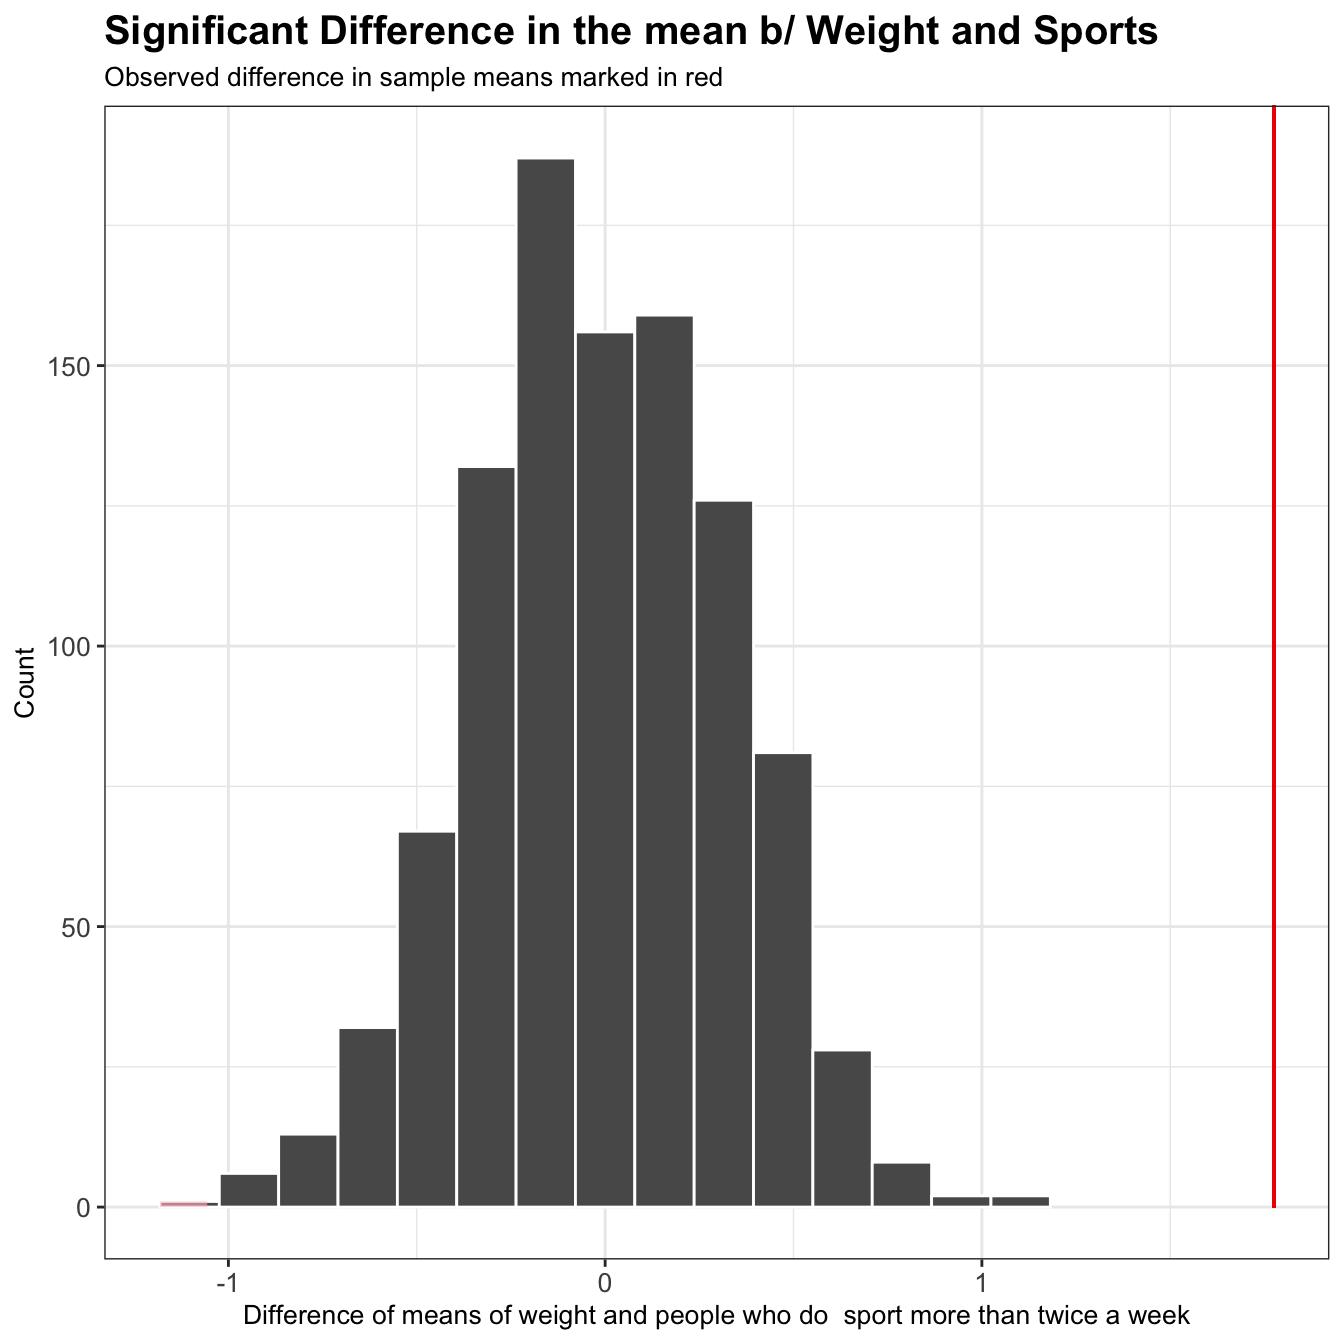 Significant Difference in the mean b/ Weight and Sports
Observed difference in sample means marked in red
150
100
50
0
Count
-1
0
1
Difference of means of weight and people who do  sport more than twice a week